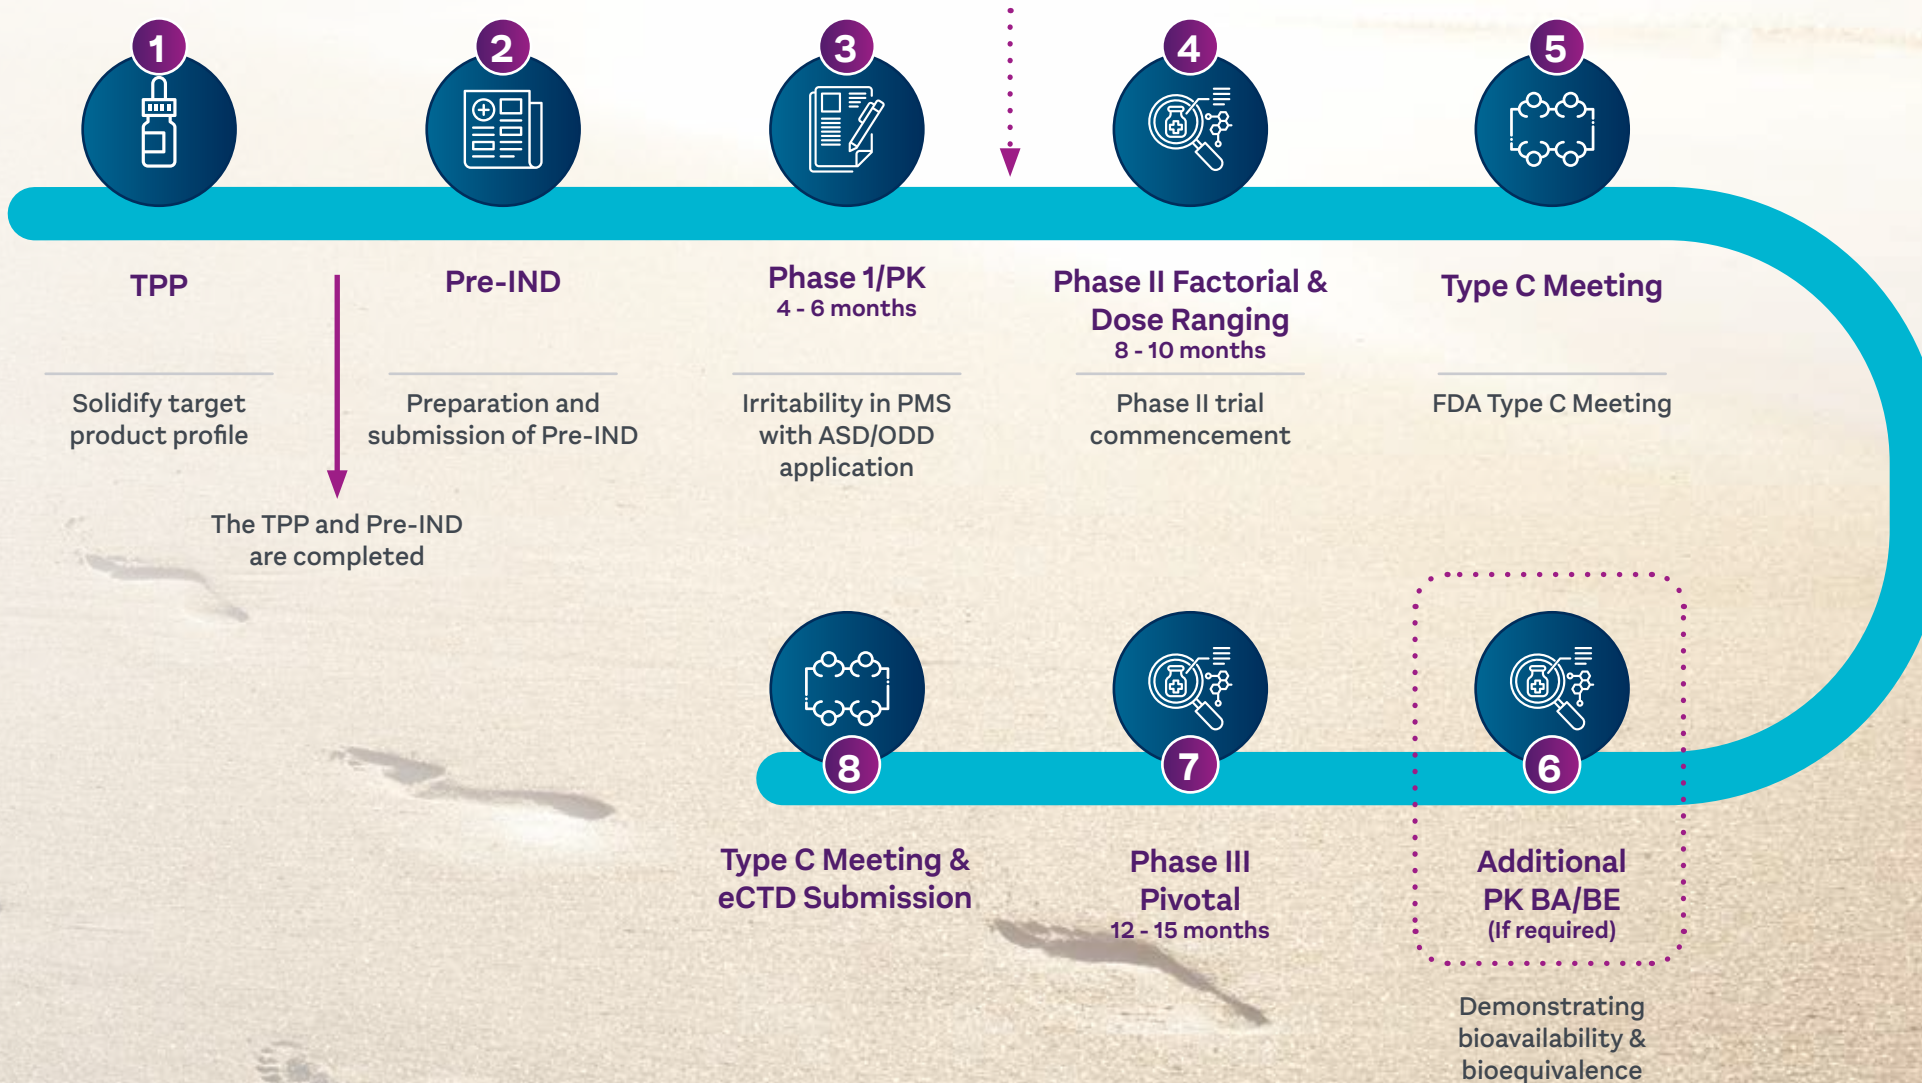 1
TPP
Solidify target
product profile
The TPP and Pre-IND
are completed
2
Pre-IND
Preparation and
submission of Pre-IND
3
Phase 1/PK
4 - 6 months
Irritability in PMS
with ASD/ODD
application
4
Phase II Factorial &
Dose Ranging
8 - 10 months
Phase II trial
commencement
5
Type C Meeting
FDA Type C Meeting
6
Additional
PK BA/BE
(If required)
Demonstrating
bioavailability &
bioequivalence
7
Phase III
Pivotal
12 - 15 months
8
Type C Meeting &
eCTD Submission